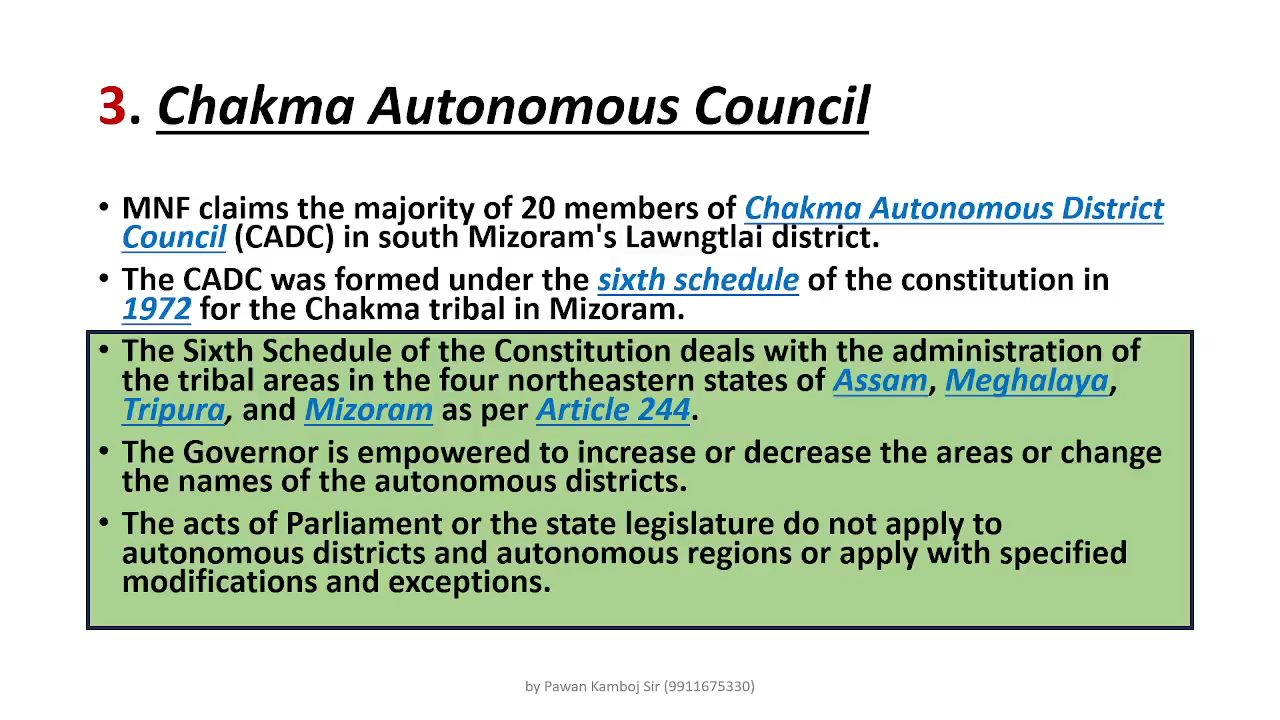 3. Chakma Autonomous Council
• MNF claims the majority of 20 members of Chakma Autonomous District
Council (CADC) in south Mizoram's Lawngtlai district.
• The CADC was formed under the sixth schedule of the constitution in
1972 for the Chakma tribal in Mizoram.
• The Sixth Schedule of the Constitution deals with the administration of
the tribal areas in the four northeastern states of Assam, Meghalaya,
Tripura, and Mizoram as per Article 244.
• The Governor is empowered to increase or decrease the areas or change
the names of the autonomous districts.
• The acts of Parliament or the state legislature do not apply to
autonomous districts and autonomous regions or apply with specified
modifications and exceptions.
by Pawan Kamboj Sir (9911675330)